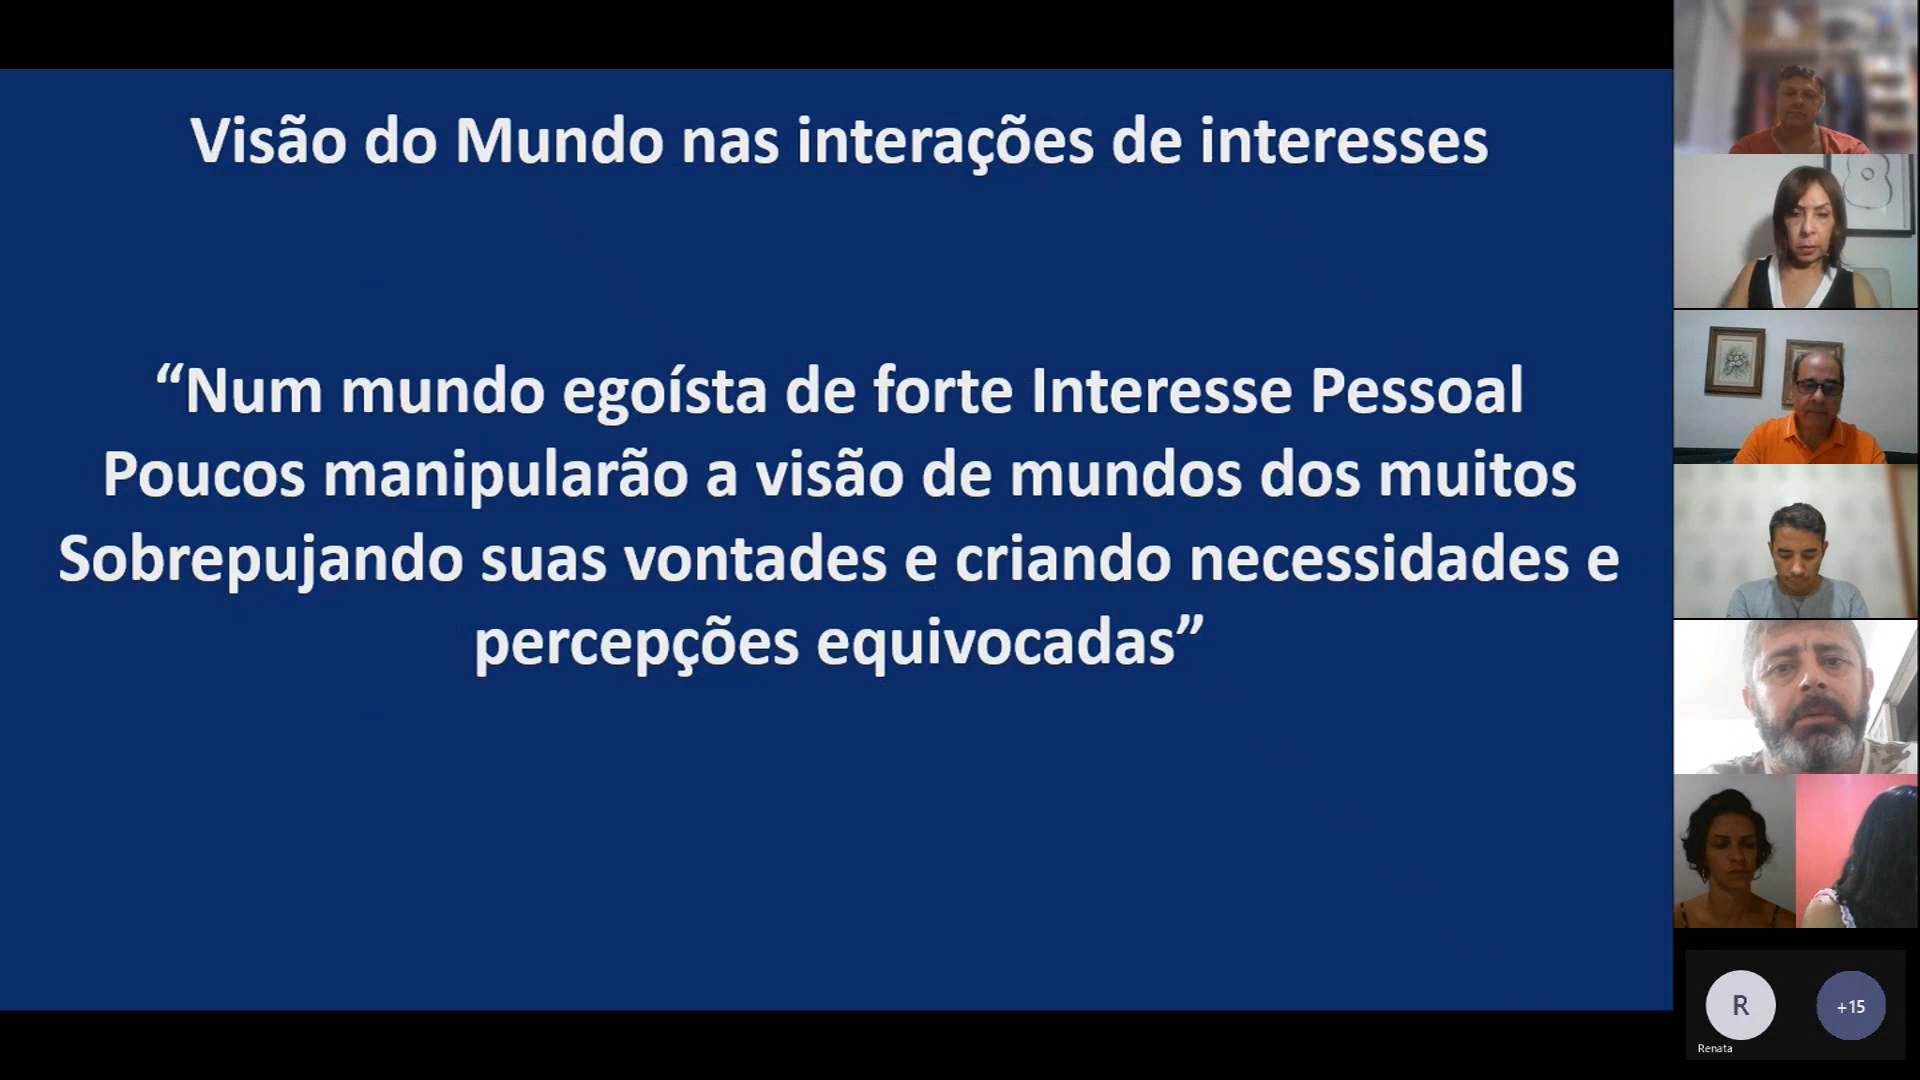 Visão do Mundo nas interações de interesses
“Num mundo egoísta de forte Interesse Pessoal
Poucos manipularão a visão de mundos dos muitos
Sobrepujando suas vontades e criando necessidades e
percepções equivocadas”
R
+15
Renata